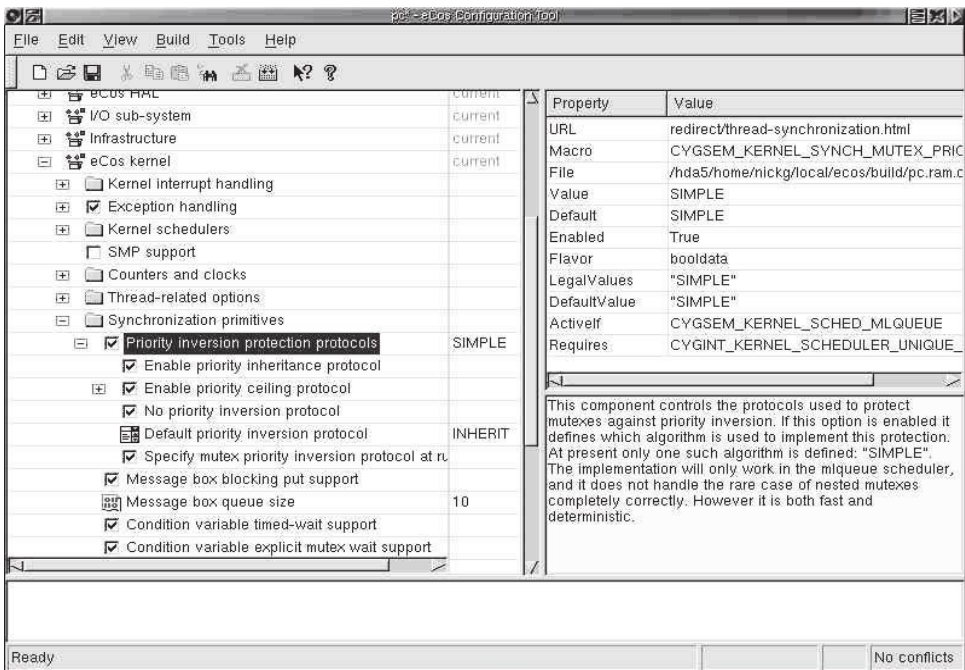 pc* - eCos Configuration Tool
File Edit View Build Tools Help
eCos HAL current
I/O sub-system current
Infrastructure current
eCos kernel current
Kernel interrupt handling
Exception handling
Kernel schedulers
SMP support
Counters and clocks
Thread-related options
Synchronization primitives
Priority inversion protection protocols SIMPLE
Enable priority inheritance protocol
Enable priority ceiling protocol
No priority inversion protocol
Default priority inversion protocol INHERIT
Specify mutex priority inversion protocol at ru
Message box blocking put support
Message box queue size 10
Condition variable timed-wait support
Condition variable explicit mutex wait support
Property Value
URL redirect/thread-synchronization.html
Macro CYGSEM_KERNEL_SYNCH_MUTEX_PRIO
File /hda5/home/nickg/local/ecos/build/pc.ram.c
Value SIMPLE
Default SIMPLE
Enabled True
Flavor booldata
LegalValues "SIMPLE"
DefaultValue "SIMPLE"
ActiveIf CYGSEM_KERNEL_SCHED_MLQUEUE
Requires CYGINT_KERNEL_SCHEDULER_UNIQUE_
This component controls the protocols used to protect
mutexes against priority inversion. If this option is enabled it
defines which algorithm is used to implement this protection.
At present only one such algorithm is defined: "SIMPLE".
The implementation will only work in the mlqueue scheduler,
and it does not handle the rare case of nested mutexes
completely correctly. However it is both fast and
deterministic.
Ready No conflicts